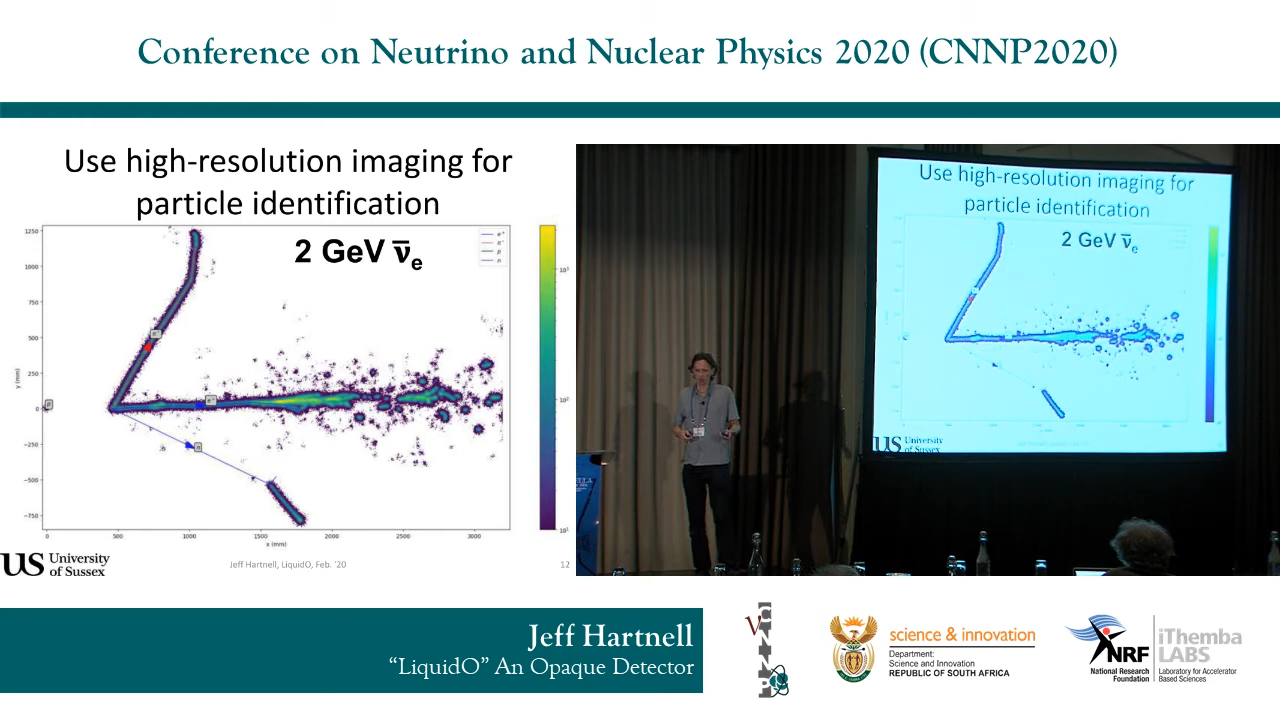 Conference on Neutrino and Nuclear Physics 2020 (CNNP2020)
Use high-resolution imaging for
particle identification
2 GeV ν̅e
1250
1000
750
500
250
0
−250
−500
−750
y (mm)
0
500
1000
1500
2000
2500
3000
x (mm)
10³
10²
10¹
e⁺
π⁻
p
n
US University
of Sussex
Jeff Hartnell, LiquidO, Feb. '20
12
Use high-resolution imaging for
particle identification
2 GeV ν̅e
US University
of Sussex
Jeff Hartnell
“LiquidO” An Opaque Detector
νCNNP
science & innovation
Department:
Science and Innovation
REPUBLIC OF SOUTH AFRICA
NRF
National Research
Foundation
iThemba
LABS
Laboratory for Accelerator
Based Sciences